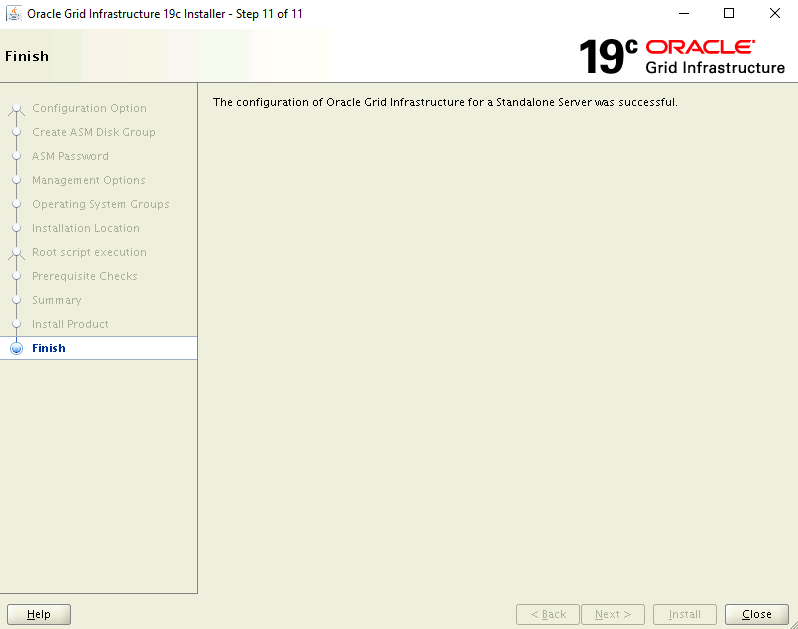 Oracle Grid Infrastructure 19c Installer - Step 11 of 11
Finish
19c ORACLE
Grid Infrastructure
Configuration Option
Create ASM Disk Group
ASM Password
Management Options
Operating System Groups
Installation Location
Root script execution
Prerequisite Checks
Summary
Install Product
Finish
The configuration of Oracle Grid Infrastructure for a Standalone Server was successful.
Help
< Back
Next >
Install
Close